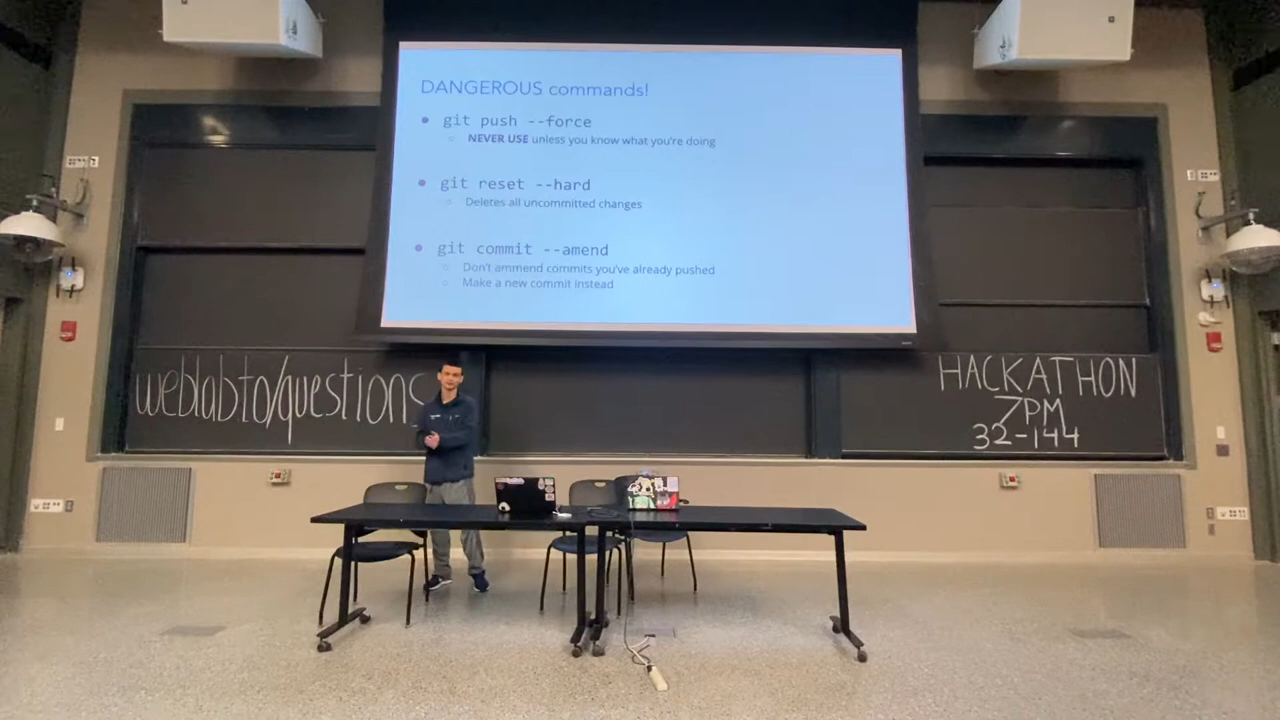 DANGEROUS commands!
git push --force
NEVER USE unless you know what you're doing
git reset --hard
Deletes all uncommitted changes
git commit --amend
Don't ammend commits you've already pushed
Make a new commit instead
weblab.to/questions
HACKATHON
7PM
32-144